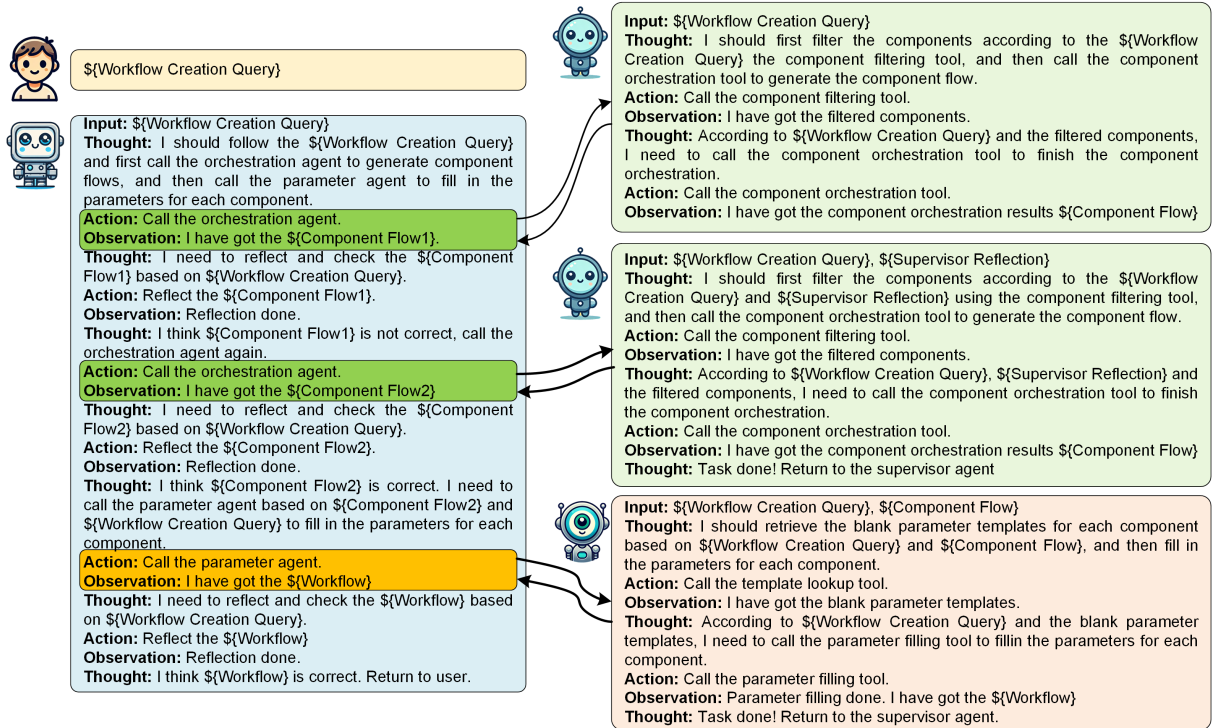 ${Workflow Creation Query}
Input: ${Workflow Creation Query}
Thought: I should follow the ${Workflow Creation Query}
and first call the orchestration agent to generate component
flows, and then call the parameter agent to fill in the
parameters for each component.
Action: Call the orchestration agent.
Observation: I have got the ${Component Flow1}.
Thought: I need to reflect and check the ${Component
Flow1} based on ${Workflow Creation Query}.
Action: Reflect the ${Component Flow1}.
Observation: Reflection done.
Thought: I think ${Component Flow1} is not correct, call the
orchestration agent again.
Action: Call the orchestration agent.
Observation: I have got the ${Component Flow2}
Thought: I need to reflect and check the ${Component
Flow2} based on ${Workflow Creation Query}.
Action: Reflect the ${Component Flow2}.
Observation: Reflection done.
Thought: I think ${Component Flow2} is correct. I need to
call the parameter agent based on ${Component Flow2} and
${Workflow Creation Query} to fill in the parameters for each
component.
Action: Call the parameter agent.
Observation: I have got the ${Workflow}
Thought: I need to reflect and check the ${Workflow} based
on ${Workflow Creation Query}.
Action: Reflect the ${Workflow}
Observation: Reflection done.
Thought: I think ${Workflow} is correct. Return to user.
Input: ${Workflow Creation Query}
Thought: I should first filter the components according to the ${Workflow
Creation Query} the component filtering tool, and then call the component
orchestration tool to generate the component flow.
Action: Call the component filtering tool.
Observation: I have got the filtered components.
Thought: According to ${Workflow Creation Query} and the filtered components,
I need to call the component orchestration tool to finish the component
orchestration.
Action: Call the component orchestration tool.
Observation: I have got the component orchestration results ${Component Flow}
Input: ${Workflow Creation Query}, ${Supervisor Reflection}
Thought: I should first filter the components according to the ${Workflow
Creation Query} and ${Supervisor Reflection} using the component filtering tool,
and then call the component orchestration tool to generate the component flow.
Action: Call the component filtering tool.
Observation: I have got the filtered components.
Thought: According to ${Workflow Creation Query}, ${Supervisor Reflection} and
the filtered components, I need to call the component orchestration tool to finish
the component orchestration.
Action: Call the component orchestration tool.
Observation: I have got the component orchestration results ${Component Flow}
Thought: Task done! Return to the supervisor agent
Input: ${Workflow Creation Query}, ${Component Flow}
Thought: I should retrieve the blank parameter templates for each component
based on ${Workflow Creation Query} and ${Component Flow}, and then fill in
the parameters for each component.
Action: Call the template lookup tool.
Observation: I have got the blank parameter templates.
Thought: According to ${Workflow Creation Query} and the blank parameter
templates, I need to call the parameter filling tool to fillin the parameters for each
component.
Action: Call the parameter filling tool.
Observation: Parameter filling done. I have got the ${Workflow}
Thought: Task done! Return to the supervisor agent.